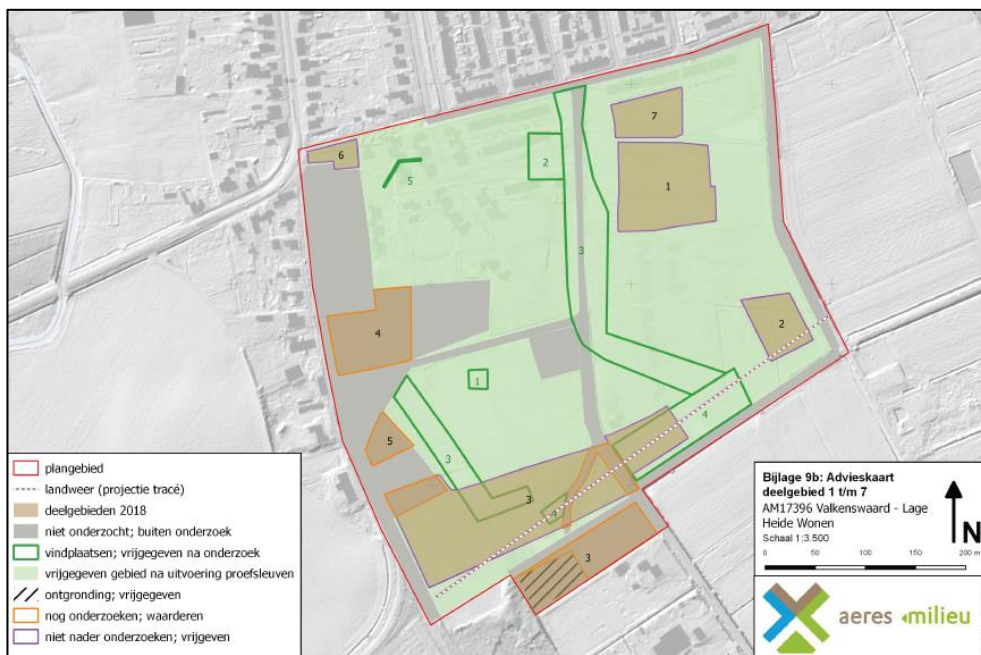 6
7
5
2
1
3
4
2
1
4
5
3
3
4
3
plangebied
landweer (projectie tracé)
deelgebieden 2018
niet onderzocht; buiten onderzoek
vindplaatsen; vrijgegeven na onderzoek
vrijgegeven gebied na uitvoering proefsleuven
ontgronding; vrijgegeven
nog onderzoeken; waarderen
niet nader onderzoeken; vrijgeven
Bijlage 9b: Advieskaart
deelgebied 1 t/m 7
AM17396 Valkenswaard - Lage
Heide Wonen
Schaal 1:3.500
N
0 50 100 150 200 m
aeres milieu